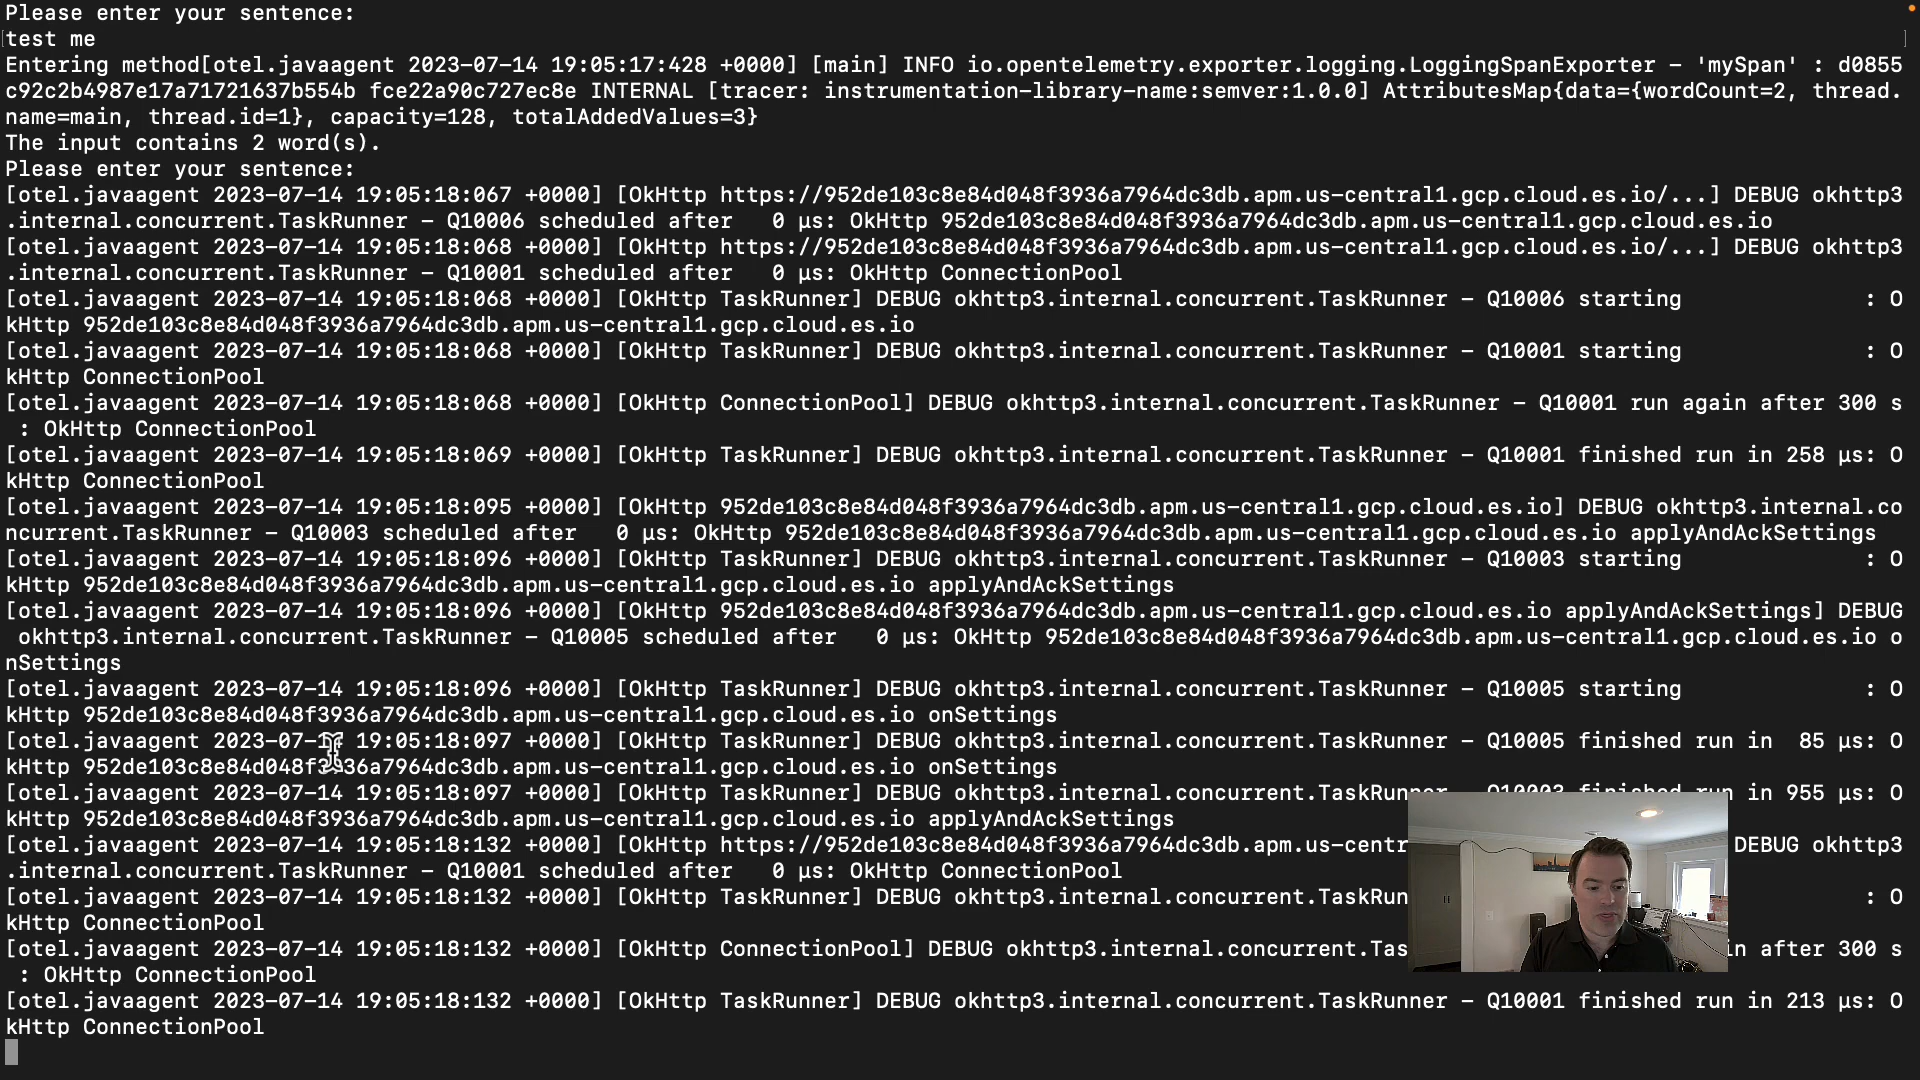 Please enter your sentence:
[test me ]
Entering method[otel.javaagent 2023-07-14 19:05:17:428 +0000] [main] INFO io.opentelemetry.exporter.logging.LoggingSpanExporter – 'mySpan' : d0855
c92c2b4987e17a71721637b554b fce22a90c727ec8e INTERNAL [tracer: instrumentation-library-name:semver:1.0.0] AttributesMap{data={wordCount=2, thread.
name=main, thread.id=1}, capacity=128, totalAddedValues=3}
The input contains 2 word(s).
Please enter your sentence:
[otel.javaagent 2023-07-14 19:05:18:067 +0000] [OkHttp https://952de103c8e84d048f3936a7964dc3db.apm.us-central1.gcp.cloud.es.io/...] DEBUG okhttp3
.internal.concurrent.TaskRunner – Q10006 scheduled after   0 µs: OkHttp 952de103c8e84d048f3936a7964dc3db.apm.us-central1.gcp.cloud.es.io
[otel.javaagent 2023-07-14 19:05:18:068 +0000] [OkHttp https://952de103c8e84d048f3936a7964dc3db.apm.us-central1.gcp.cloud.es.io/...] DEBUG okhttp3
.internal.concurrent.TaskRunner – Q10001 scheduled after   0 µs: OkHttp ConnectionPool
[otel.javaagent 2023-07-14 19:05:18:068 +0000] [OkHttp TaskRunner] DEBUG okhttp3.internal.concurrent.TaskRunner – Q10006 starting              : O
kHttp 952de103c8e84d048f3936a7964dc3db.apm.us-central1.gcp.cloud.es.io
[otel.javaagent 2023-07-14 19:05:18:068 +0000] [OkHttp TaskRunner] DEBUG okhttp3.internal.concurrent.TaskRunner – Q10001 starting              : O
kHttp ConnectionPool
[otel.javaagent 2023-07-14 19:05:18:068 +0000] [OkHttp ConnectionPool] DEBUG okhttp3.internal.concurrent.TaskRunner – Q10001 run again after 300 s
 : OkHttp ConnectionPool
[otel.javaagent 2023-07-14 19:05:18:069 +0000] [OkHttp TaskRunner] DEBUG okhttp3.internal.concurrent.TaskRunner – Q10001 finished run in 258 µs: O
kHttp ConnectionPool
[otel.javaagent 2023-07-14 19:05:18:095 +0000] [OkHttp 952de103c8e84d048f3936a7964dc3db.apm.us-central1.gcp.cloud.es.io] DEBUG okhttp3.internal.co
ncurrent.TaskRunner – Q10003 scheduled after   0 µs: OkHttp 952de103c8e84d048f3936a7964dc3db.apm.us-central1.gcp.cloud.es.io applyAndAckSettings
[otel.javaagent 2023-07-14 19:05:18:096 +0000] [OkHttp TaskRunner] DEBUG okhttp3.internal.concurrent.TaskRunner – Q10003 starting              : O
kHttp 952de103c8e84d048f3936a7964dc3db.apm.us-central1.gcp.cloud.es.io applyAndAckSettings
[otel.javaagent 2023-07-14 19:05:18:096 +0000] [OkHttp 952de103c8e84d048f3936a7964dc3db.apm.us-central1.gcp.cloud.es.io applyAndAckSettings] DEBUG
 okhttp3.internal.concurrent.TaskRunner – Q10005 scheduled after   0 µs: OkHttp 952de103c8e84d048f3936a7964dc3db.apm.us-central1.gcp.cloud.es.io o
nSettings
[otel.javaagent 2023-07-14 19:05:18:096 +0000] [OkHttp TaskRunner] DEBUG okhttp3.internal.concurrent.TaskRunner – Q10005 starting              : O
kHttp 952de103c8e84d048f3936a7964dc3db.apm.us-central1.gcp.cloud.es.io onSettings
[otel.javaagent 2023-07-14 19:05:18:097 +0000] [OkHttp TaskRunner] DEBUG okhttp3.internal.concurrent.TaskRunner – Q10005 finished run in  85 µs: O
kHttp 952de103c8e84d048f3936a7964dc3db.apm.us-central1.gcp.cloud.es.io onSettings
[otel.javaagent 2023-07-14 19:05:18:097 +0000] [OkHttp TaskRunner] DEBUG okhttp3.internal.concurrent.TaskRunner – Q10003 finished run in 955 µs: O
kHttp 952de103c8e84d048f3936a7964dc3db.apm.us-central1.gcp.cloud.es.io applyAndAckSettings
[otel.javaagent 2023-07-14 19:05:18:132 +0000] [OkHttp https://952de103c8e84d048f3936a7964dc3db.apm.us-centr DEBUG okhttp3
.internal.concurrent.TaskRunner – Q10001 scheduled after   0 µs: OkHttp ConnectionPool
[otel.javaagent 2023-07-14 19:05:18:132 +0000] [OkHttp TaskRunner] DEBUG okhttp3.internal.concurrent.TaskRun : O
kHttp ConnectionPool
[otel.javaagent 2023-07-14 19:05:18:132 +0000] [OkHttp ConnectionPool] DEBUG okhttp3.internal.concurrent.Tas in after 300 s
 : OkHttp ConnectionPool
[otel.javaagent 2023-07-14 19:05:18:132 +0000] [OkHttp TaskRunner] DEBUG okhttp3.internal.concurrent.TaskRunner – Q10001 finished run in 213 µs: O
kHttp ConnectionPool